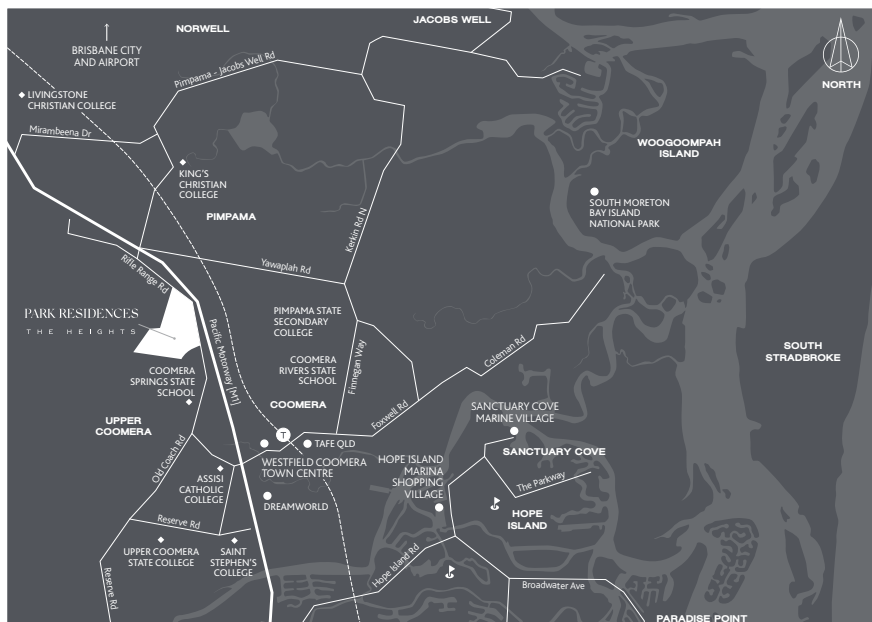 NORWELL
JACOBS WELL
BRISBANE CITY
AND AIRPORT
Pimpama - Jacobs Well Rd
NORTH
LIVINGSTONE
CHRISTIAN COLLEGE
Mirambeena Dr
WOOGOOMPAH
ISLAND
KING'S
CHRISTIAN
COLLEGE
PIMPAMA
SOUTH MORETON
BAY ISLAND
NATIONAL PARK
Kerkin Rd N
Yawaplah Rd
Rifle Range Rd
PARK RESIDENCES
THE HEIGHTS
Pacific Motorway [M1]
PIMPAMA STATE
SECONDARY
COLLEGE
COOMERA
RIVERS STATE
SCHOOL
Finnegan Way
Coleman Rd
SOUTH
STRADBROKE
COOMERA
SPRINGS STATE
SCHOOL
COOMERA
Foxwell Rd
UPPER
COOMERA
SANCTUARY COVE
MARINE VILLAGE
T
TAFE QLD
Old Coach Rd
WESTFIELD COOMERA
TOWN CENTRE
HOPE ISLAND
MARINA
SHOPPING
VILLAGE
SANCTUARY COVE
ASSISI
CATHOLIC
COLLEGE
The Parkway
DREAMWORLD
HOPE
ISLAND
Reserve Rd
UPPER COOMERA
STATE COLLEGE
SAINT
STEPHEN'S
COLLEGE
Hope Island Rd
Reserve Rd
Broadwater Ave
PARADISE POINT